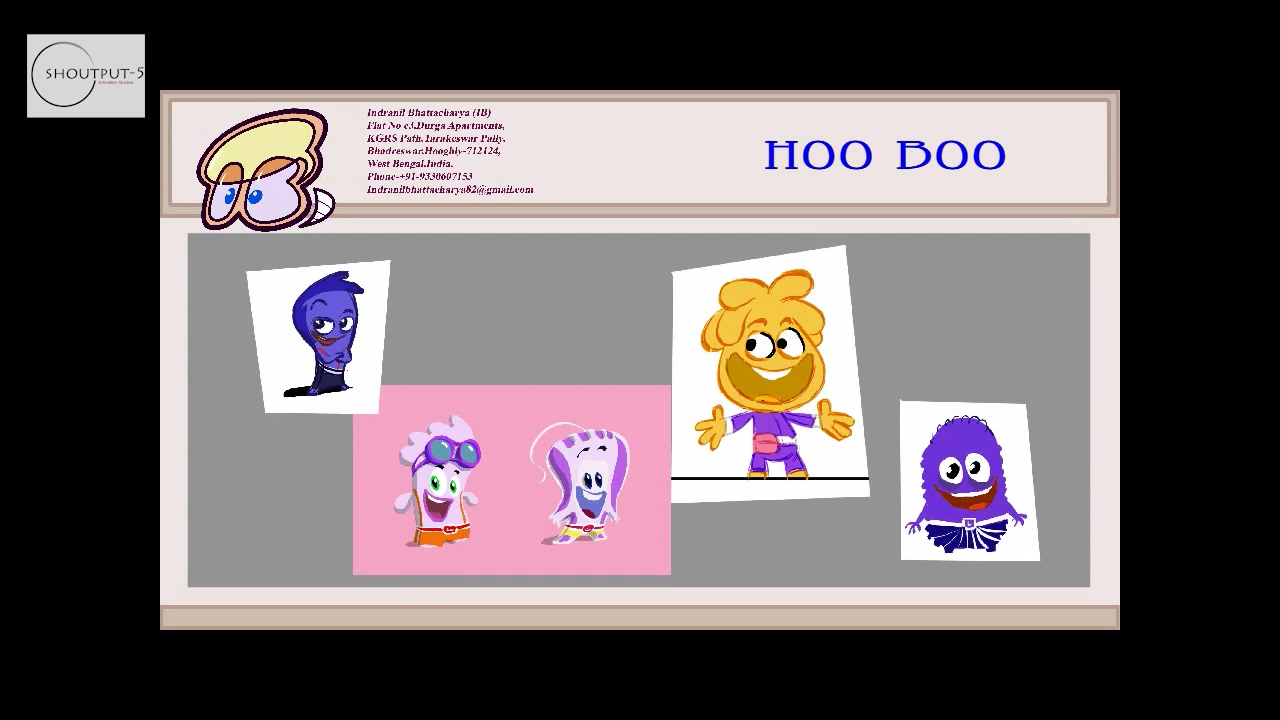 SHOUTPUT-5
Indranil Bhattacharya (IB)
Flat No c3,Durga Apartments,
KGRS Path, Tarakeswar Pally,
Bhadreswar,Hooghly-712124,
West Bengal,India.
Phone-+91-9330607153
Indranilbhattacharya82@gmail.com
HOO BOO